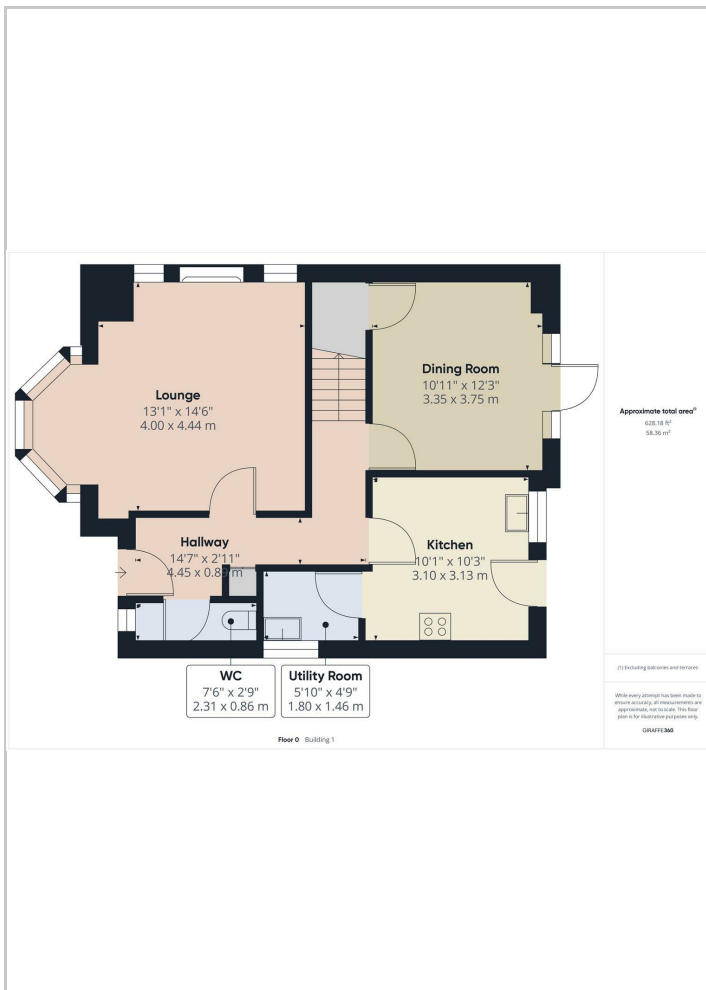 Lounge
13'1" x 14'6"
4.00 x 4.44 m
Dining Room
10'11" x 12'3"
3.35 x 3.75 m
Hallway
14'7" x 2'11"
4.45 x 0.89 m
Kitchen
10'1" x 10'3"
3.10 x 3.13 m
WC
7'6" x 2'9"
2.31 x 0.86 m
Utility Room
5'10" x 4'9"
1.80 x 1.46 m
Floor 0 Building 1
Approximate total area⁽¹⁾
628.18 ft²
58.36 m²
(1) Excluding balconies and terraces
While every attempt has been made to
ensure accuracy, all measurements are
approximate, not to scale. This floor
plan is for illustrative purposes only.
GIRAFFE360